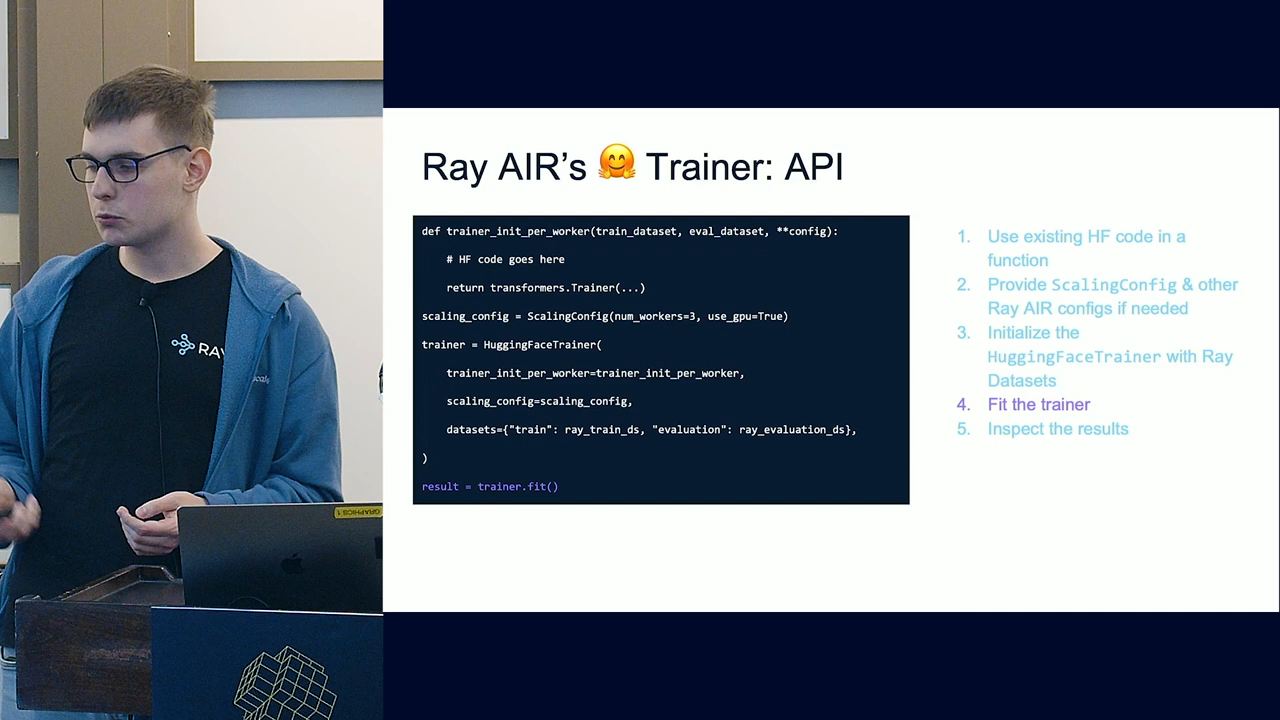 Ray AIR's 🤗 Trainer: API
def trainer_init_per_worker(train_dataset, eval_dataset, **config):
# HF code goes here
return transformers.Trainer(...)
scaling_config = ScalingConfig(num_workers=3, use_gpu=True)
trainer = HuggingFaceTrainer(
trainer_init_per_worker=trainer_init_per_worker,
scaling_config=scaling_config,
datasets={"train": ray_train_ds, "evaluation": ray_evaluation_ds},
)
result = trainer.fit()
1. Use existing HF code in a
function
2. Provide ScalingConfig & other
Ray AIR configs if needed
3. Initialize the
HuggingFaceTrainer with Ray
Datasets
4. Fit the trainer
5. Inspect the results
RAY
GRAPHICS 1